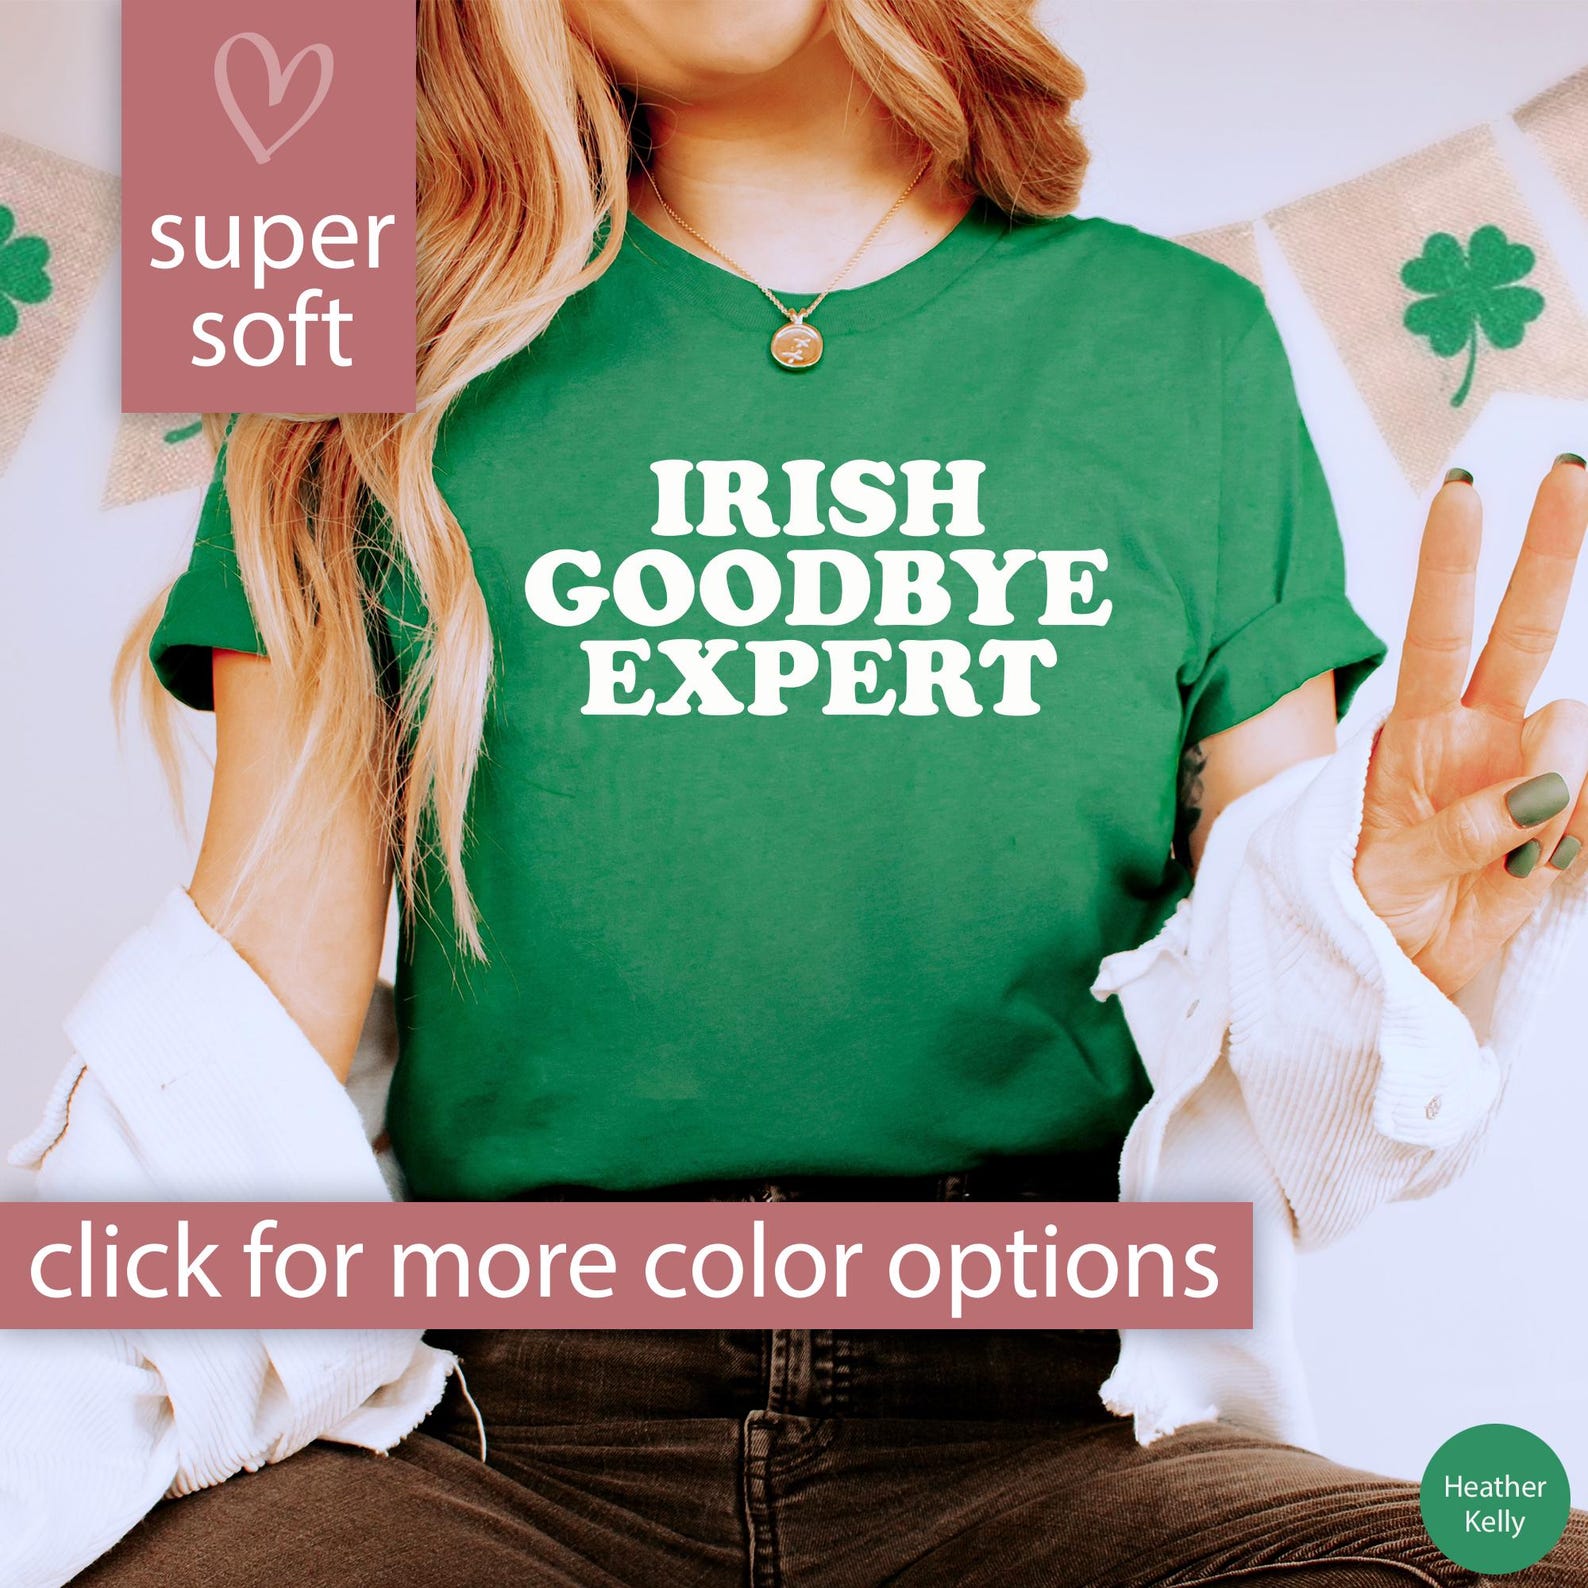 super
soft
IRISH
GOODBYE
EXPERT
click for more color options
Heather
Kelly